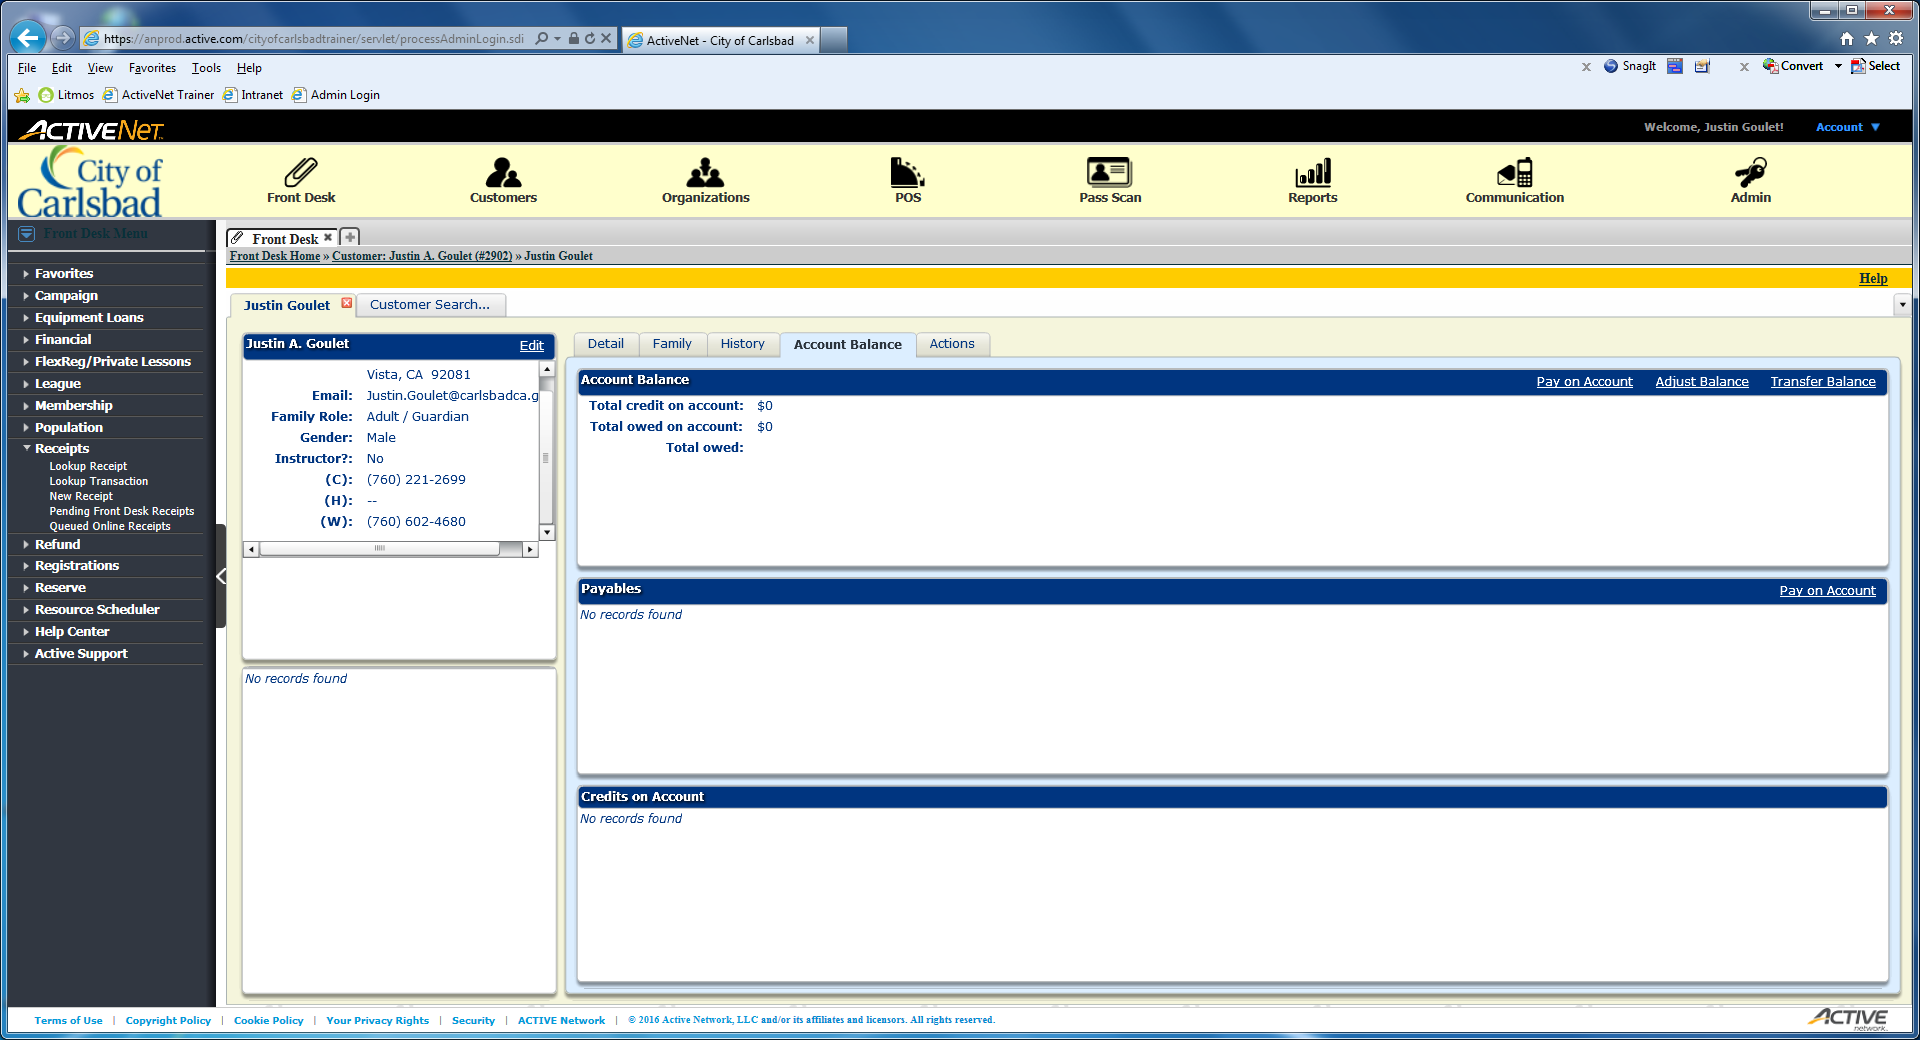 https://anprod.active.com/cityofcarlsbadtrainer/servlet/processAdminLogin.sdi
ActiveNet - City of Carlsbad
File Edit View Favorites Tools Help
SnagIt
Convert
Select
Litmos ActiveNet Trainer Intranet Admin Login
ACTIVENET
Welcome, Justin Goulet! Account
City of
Carlsbad
Front Desk Customers Organizations POS Pass Scan Reports Communication Admin
Front Desk Menu
Front Desk
Front Desk Home » Customer: Justin A. Goulet (#2902) » Justin Goulet
Help
Favorites
Campaign
Equipment Loans
Financial
FlexReg/Private Lessons
League
Membership
Population
Receipts
Lookup Receipt
Lookup Transaction
New Receipt
Pending Front Desk Receipts
Queued Online Receipts
Refund
Registrations
Reserve
Resource Scheduler
Help Center
Active Support
Justin Goulet Customer Search...
Justin A. Goulet Edit
Vista, CA 92081
Email: Justin.Goulet@carlsbadca.g
Family Role: Adult / Guardian
Gender: Male
Instructor?: No
(C): (760) 221-2699
(H): --
(W): (760) 602-4680
No records found
Detail Family History Account Balance Actions
Account Balance Pay on Account Adjust Balance Transfer Balance
Total credit on account: $0
Total owed on account: $0
Total owed:
Payables Pay on Account
No records found
Credits on Account
No records found
Terms of Use | Copyright Policy | Cookie Policy | Your Privacy Rights | Security | ACTIVE Network | © 2016 Active Network, LLC and/or its affiliates and licensors. All rights reserved.
ACTIVE
network